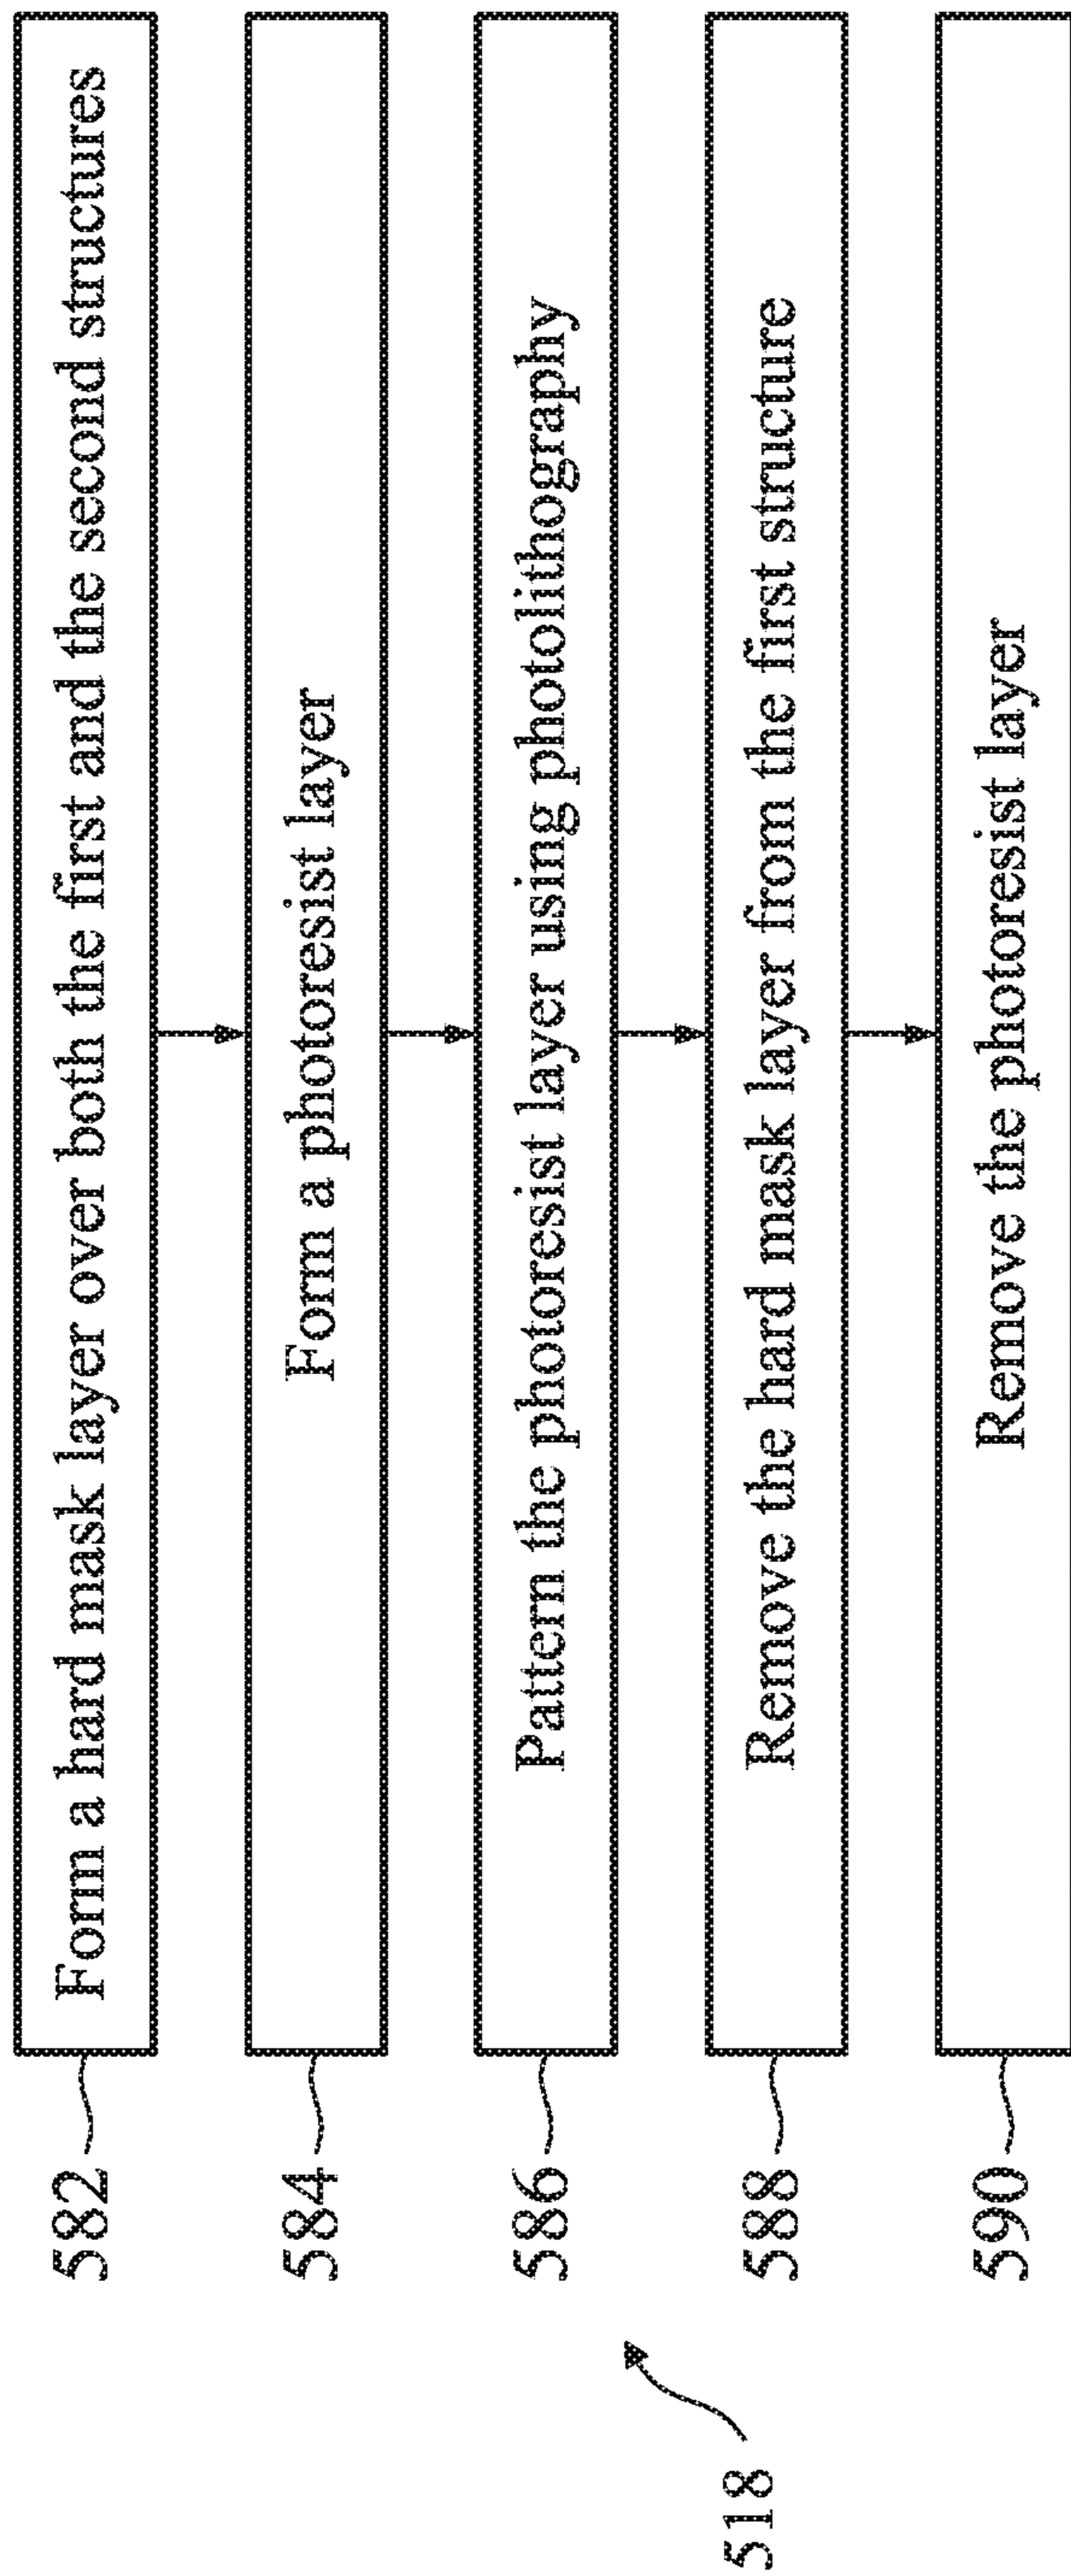 582
Form a hard mask layer over both the first and the second structures
584
Form a photoresist layer
586
Pattern the photoresist layer using photolithography
588
Remove the hard mask layer from the first structure
590
Remove the photoresist layer
518